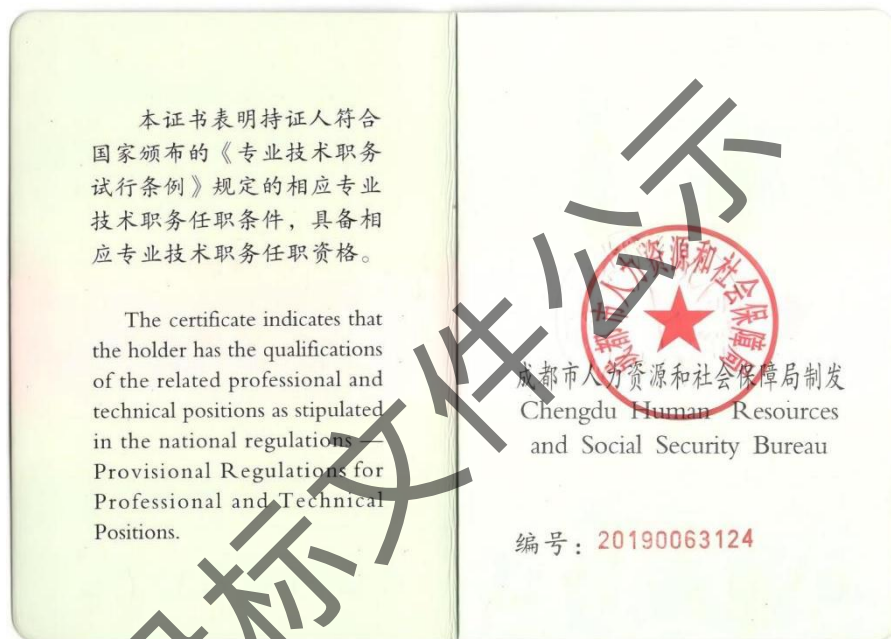 本证书表明持证人符合
国家颁布的《专业技术职务
试行条例》规定的相应专业
技术职务任职条件，具备相
应专业技术职务任职资格。
The certificate indicates that
the holder has the qualifications
of the related professional and
technical positions as stipulated
in the national regulations —
Provisional Regulations for
Professional and Technical
Positions.
成都市人力资源和社会保障局
成都市人力资源和社会保障局制发
Chengdu Human Resources
and Social Security Bureau
编号：20190063124
投标文件公示